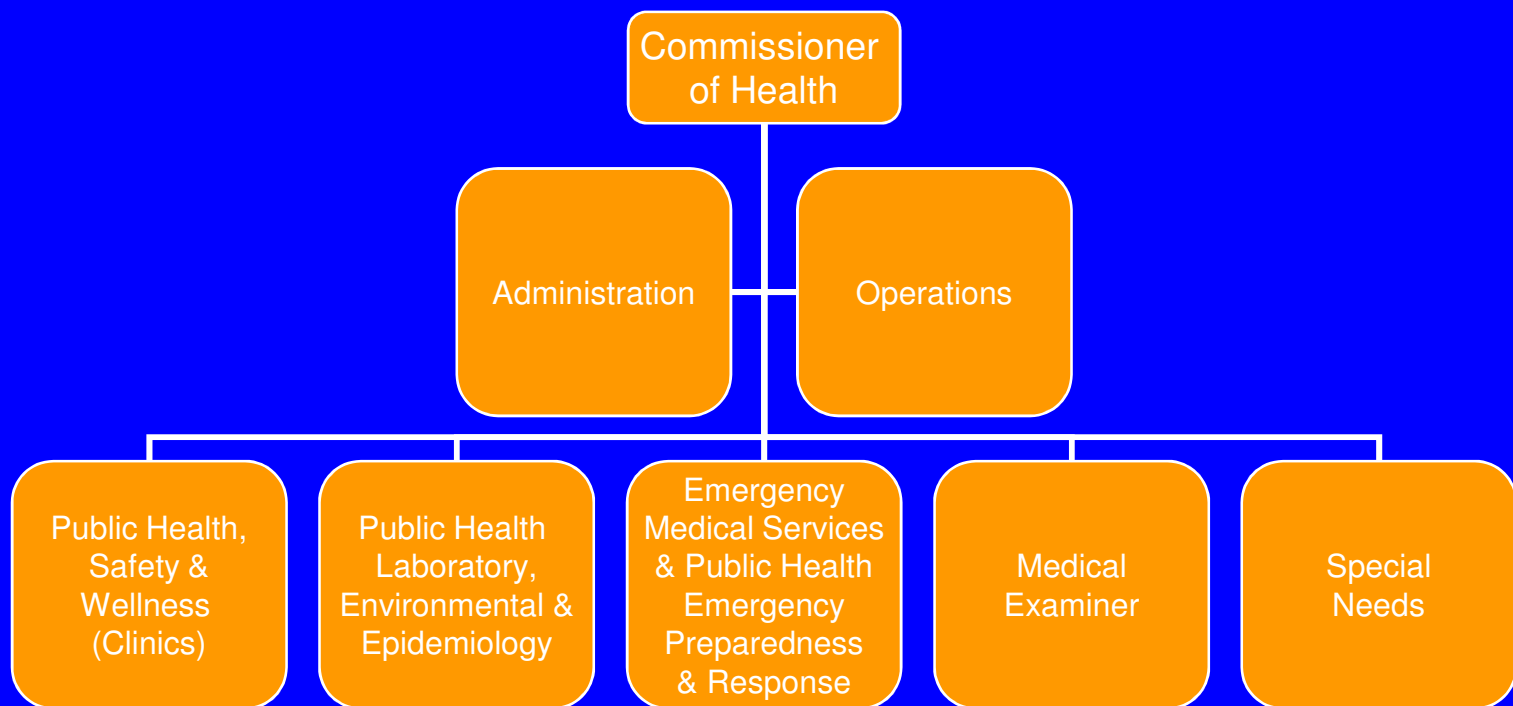 Commissioner
of Health
Administration
Operations
Public Health,
Safety &
Wellness
(Clinics)
Public Health
Laboratory,
Environmental &
Epidemiology
Emergency
Medical Services
& Public Health
Emergency
Preparedness
& Response
Medical
Examiner
Special
Needs